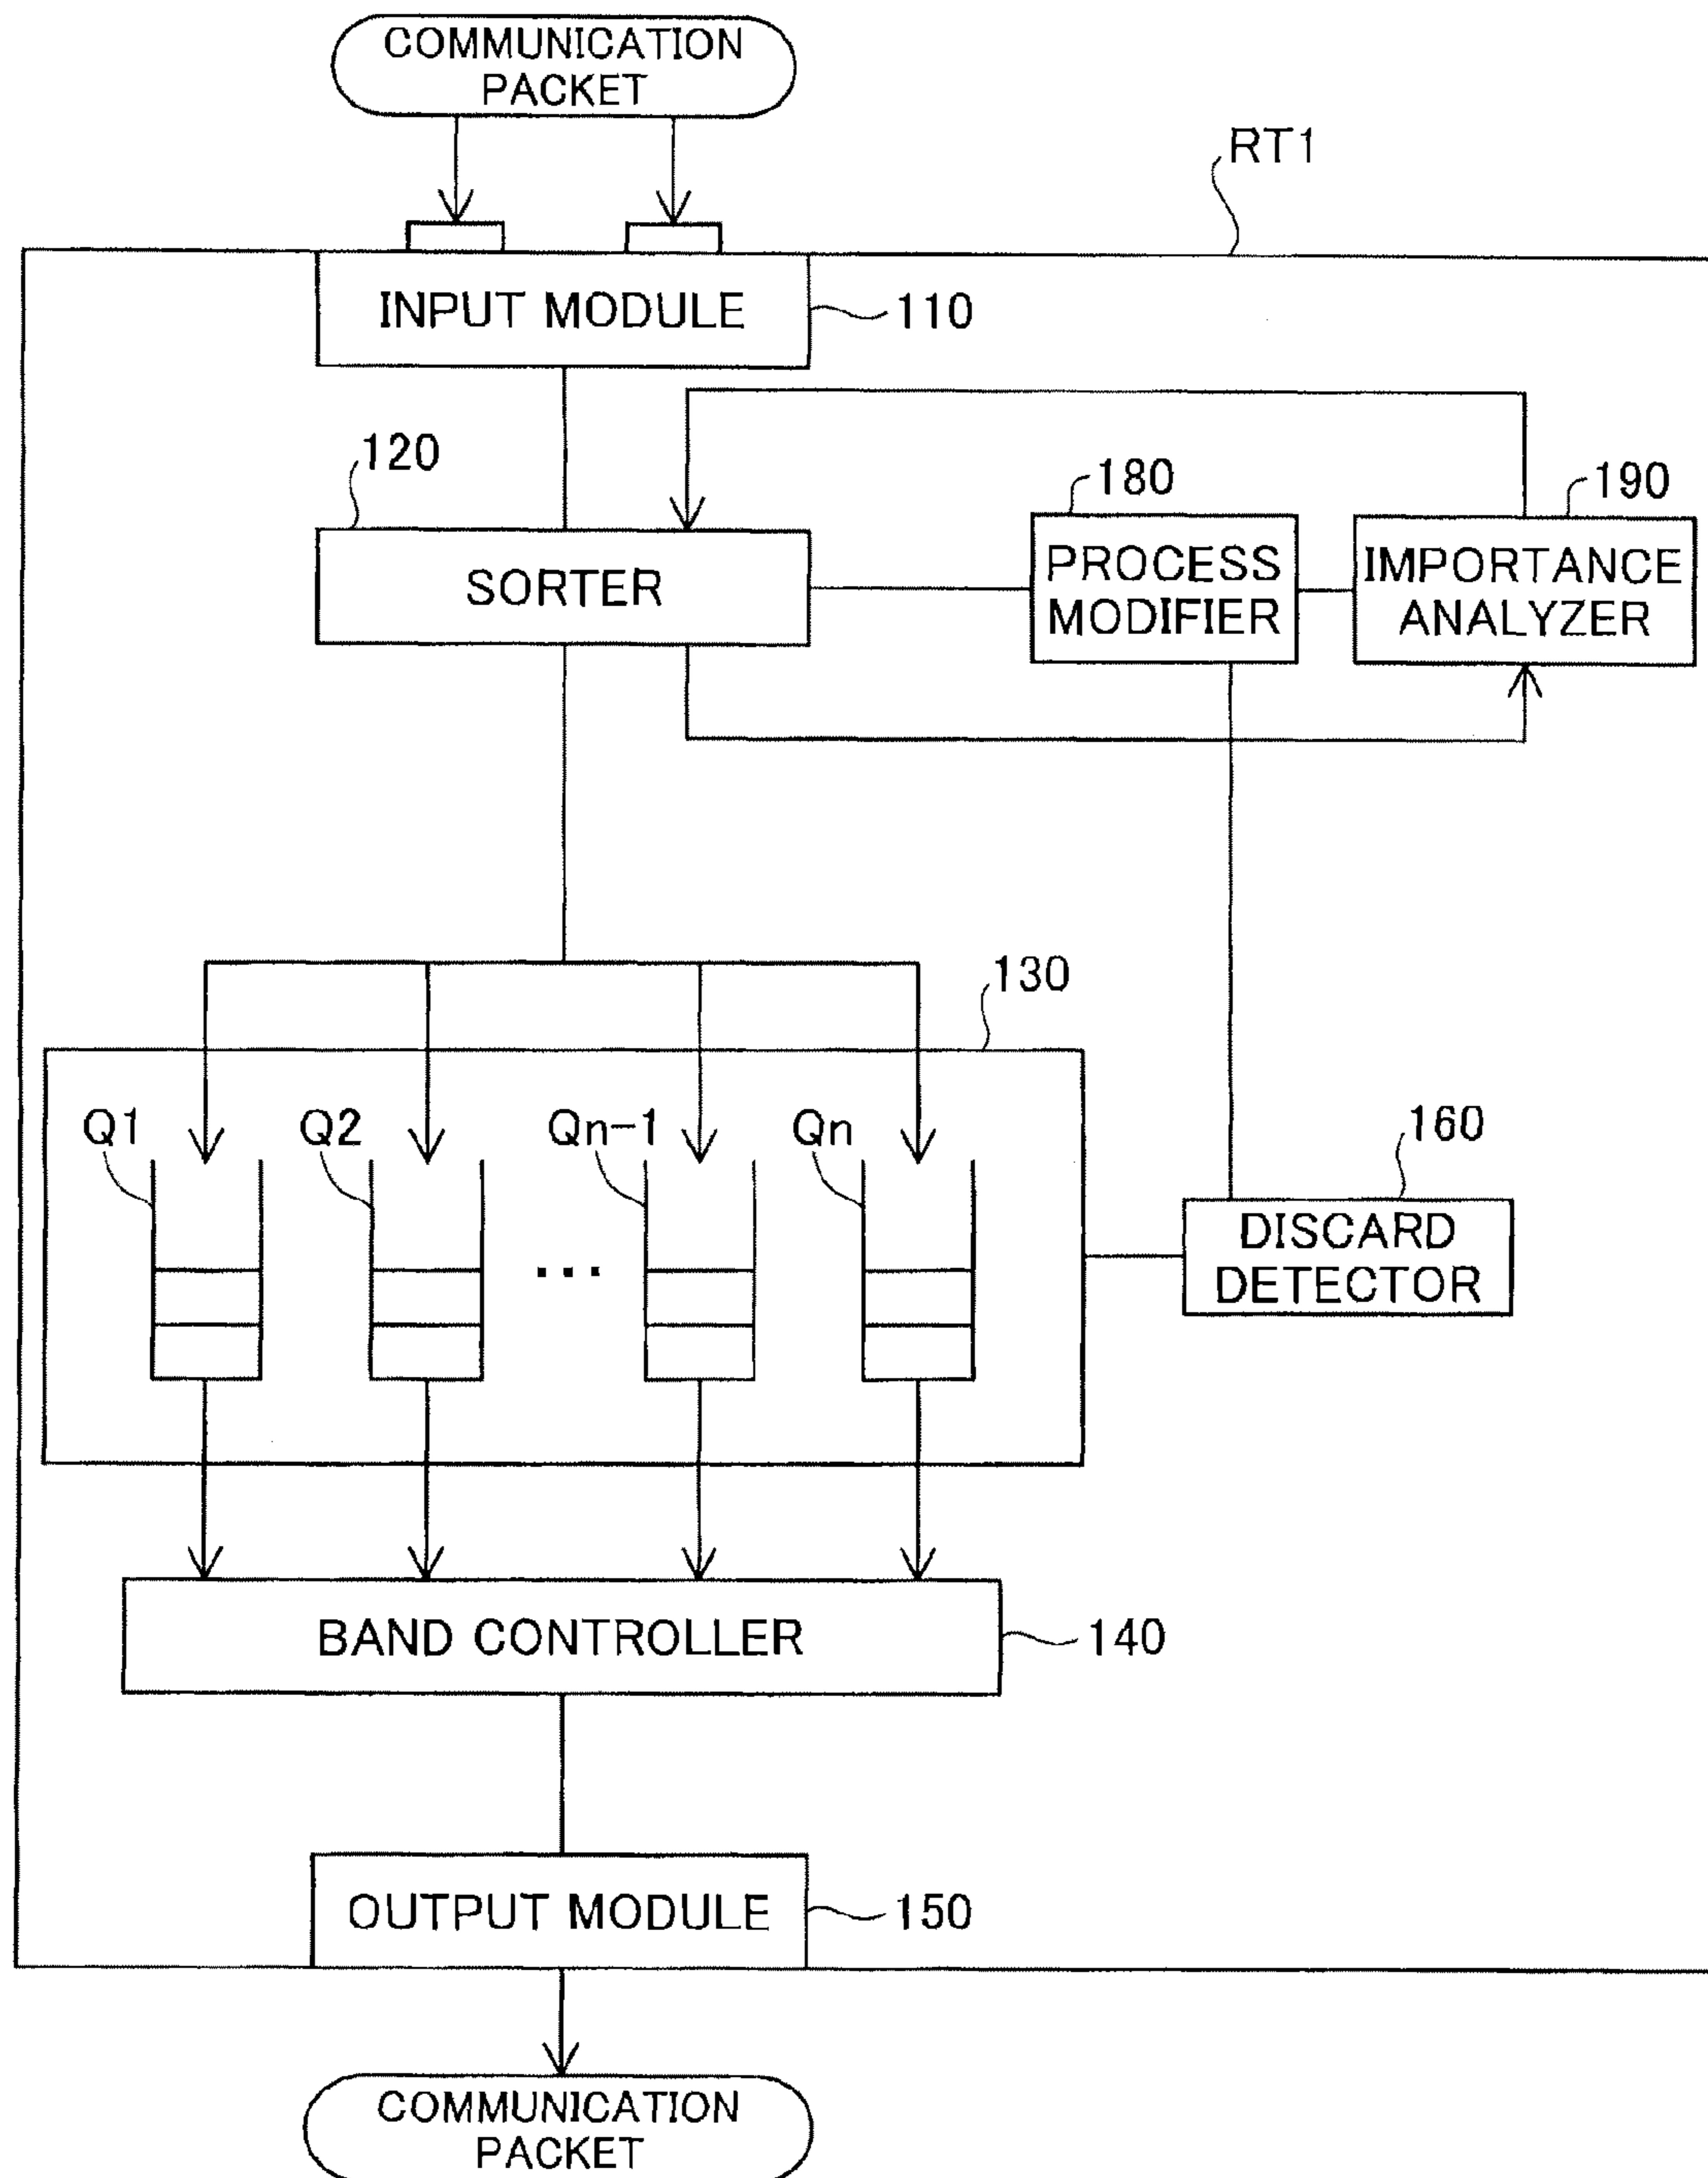 COMMUNICATION
PACKET
RT1
INPUT MODULE
110
120
180
190
SORTER
PROCESS
MODIFIER
IMPORTANCE
ANALYZER
130
Q1
Q2
Qn-1
Qn
...
160
DISCARD
DETECTOR
BAND CONTROLLER
140
OUTPUT MODULE
150
COMMUNICATION
PACKET